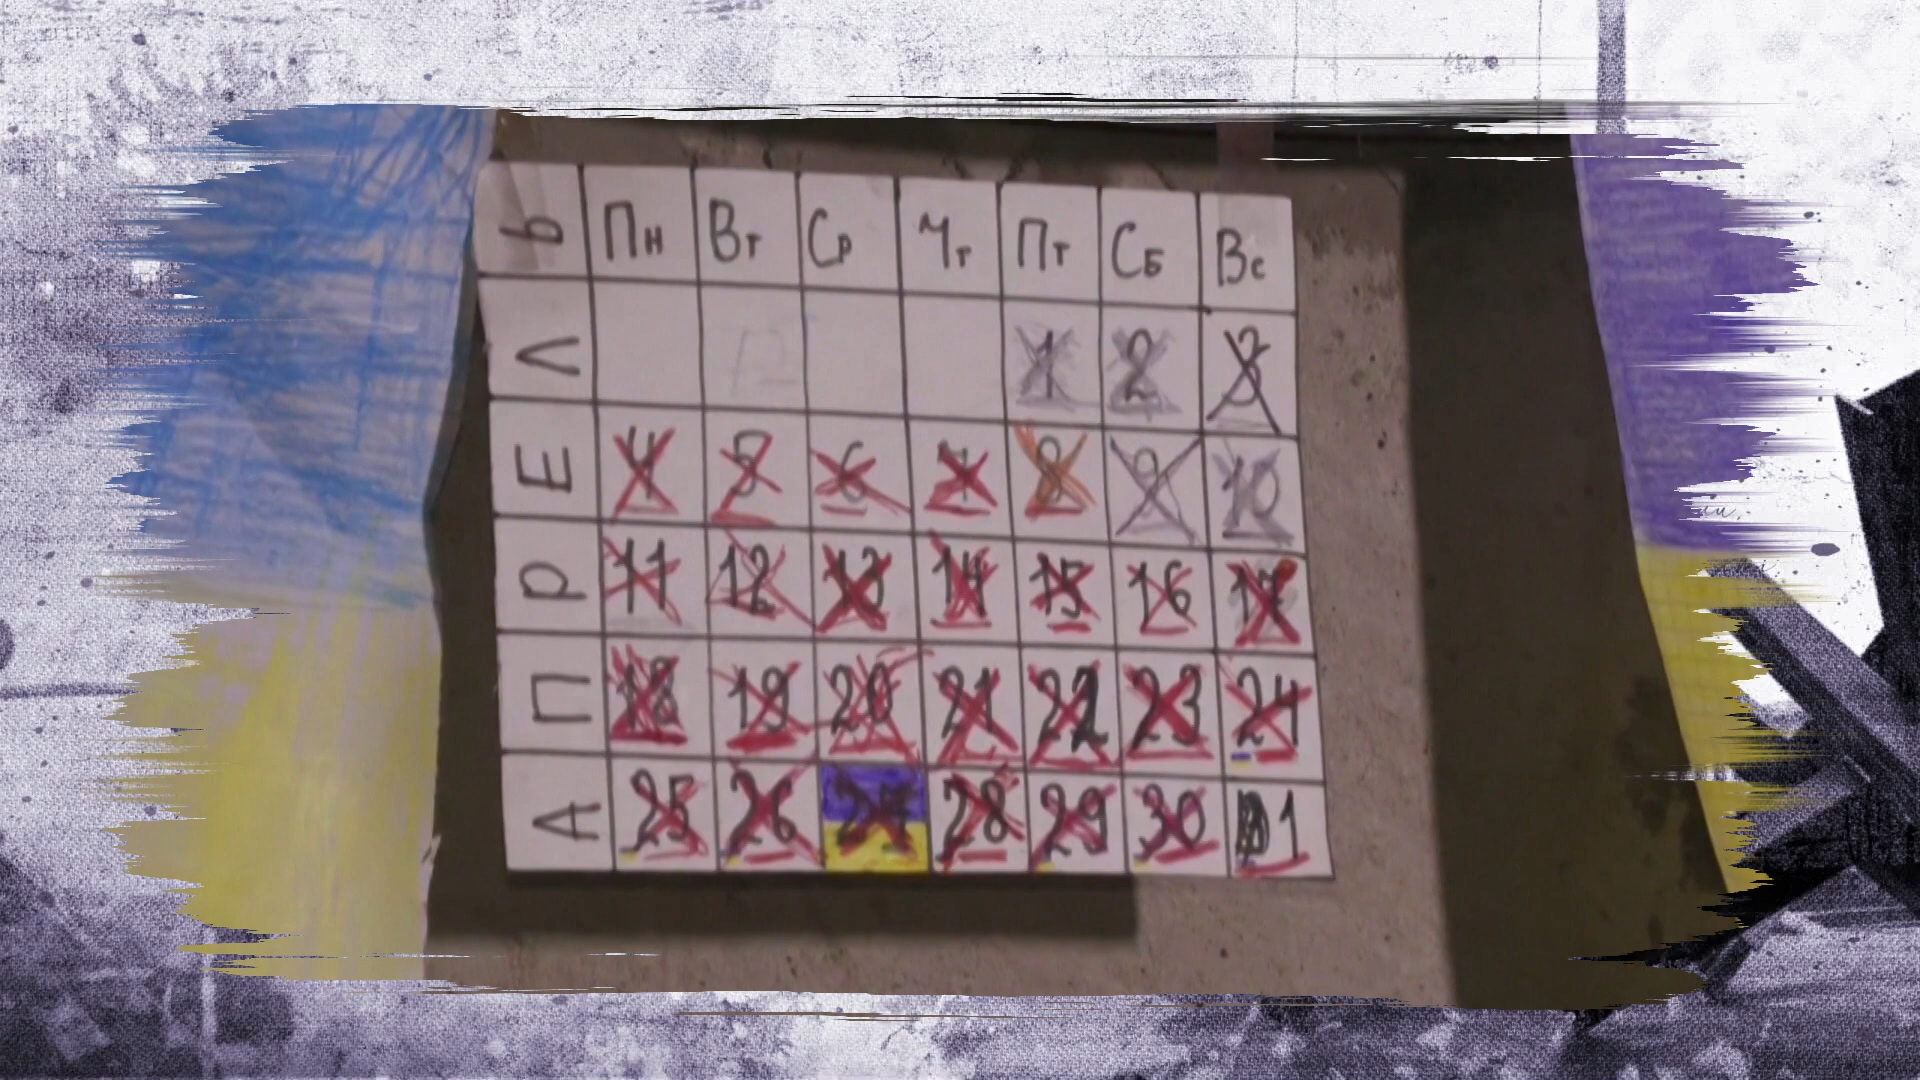 Ь Пн Вт Ср Чт Пт Сб Вс
Л 1 2 3
Е 4 5 6 7 8 9 10
Р 11 12 13 14 15 16 17
П 18 19 20 21 22 23 24
А 25 26 27 28 29 30 1